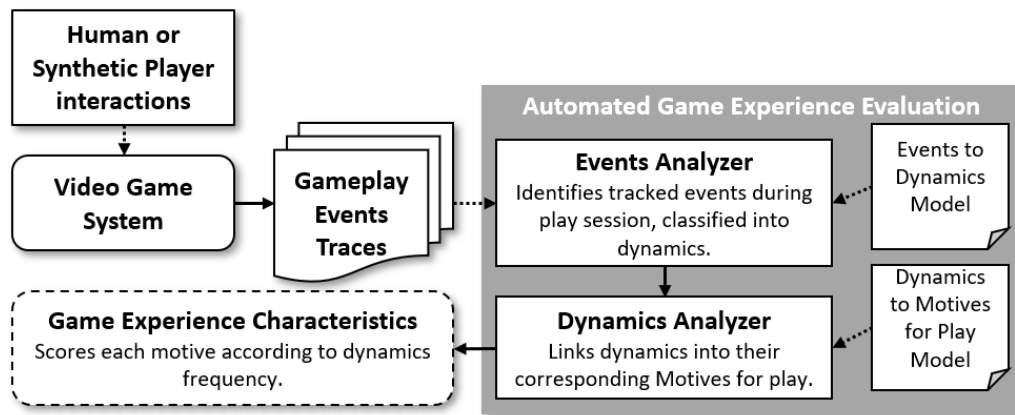 Human or
Synthetic Player
interactions
Video Game
System
Gameplay
Events
Traces
Automated Game Experience Evaluation
Events Analyzer
Identifies tracked events during
play session, classified into
dynamics.
Events to
Dynamics
Model
Dynamics Analyzer
Links dynamics into their
corresponding Motives for play.
Dynamics
to Motives
for Play
Model
Game Experience Characteristics
Scores each motive according to dynamics
frequency.